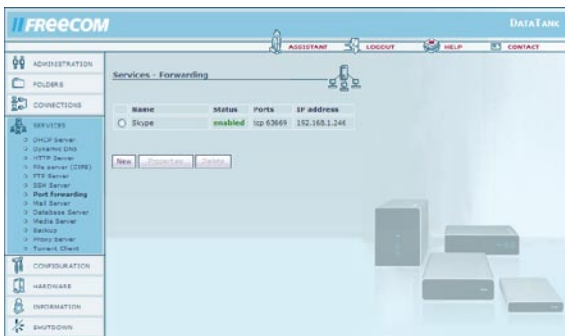 FREECOM
DATATANK
ASSISTANT LOGOUT HELP CONTACT
ADMINISTRATION
FOLDERS
CONNECTIONS
SERVICES
DHCP Server
Dynamic DNS
HTTP Server
File server (CIFS)
FTP Server
SSH Server
Port forwarding
Mail Server
Database Server
Media Server
Backup
Proxy Server
Torrent Client
CONFIGURATION
HARDWARE
INFORMATION
SHUTDOWN
Services - Forwarding
Name Status Ports IP address
Skype enabled tcp 63669 192.168.1.246
New Properties Delete